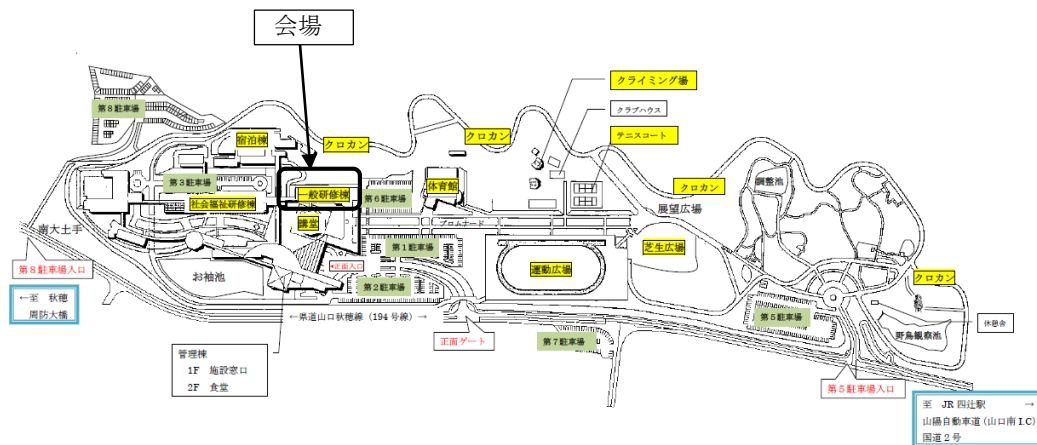 会場
クライミング場
クラブハウス
テニスコート
第8駐車場
宿泊棟
クロカン
クロカン
クロカン
第3駐車場
社会福祉研修棟
一般研修棟
第6駐車場
体育館
調整池
展望広場
プロムナード
講堂
南大土手
第1駐車場
芝生広場
第8駐車場入口
お袖池
正面入口
運動広場
クロカン
第2駐車場
←至 秋穂
周防大橋
←県道山口秋穂線(194号線)→
第5駐車場
休憩舎
野鳥観察池
正面ゲート
第7駐車場
管理棟
1F 施設窓口
2F 食堂
第5駐車場入口
至 JR四辻駅 →
山陽自動車道(山口南I.C)
国道2号